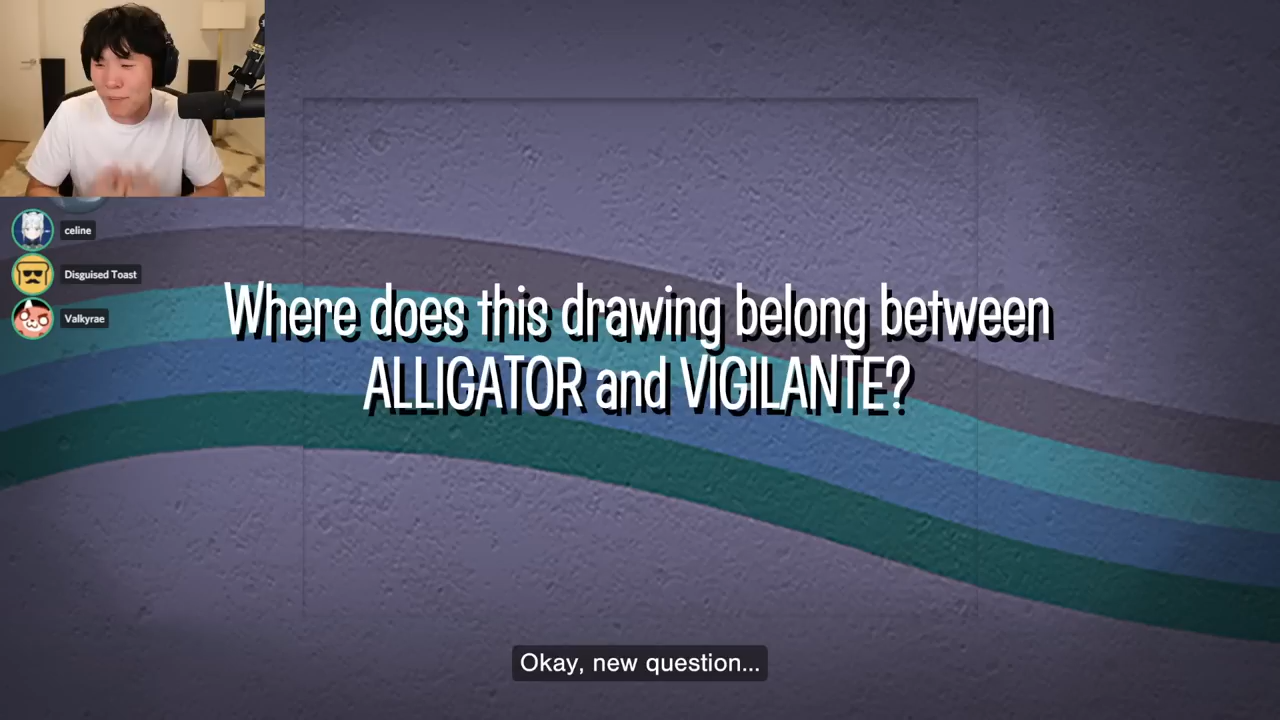 celine
Disguised Toast
Valkyrae
Where does this drawing belong between
ALLIGATOR and VIGILANTE?
Okay, new question...